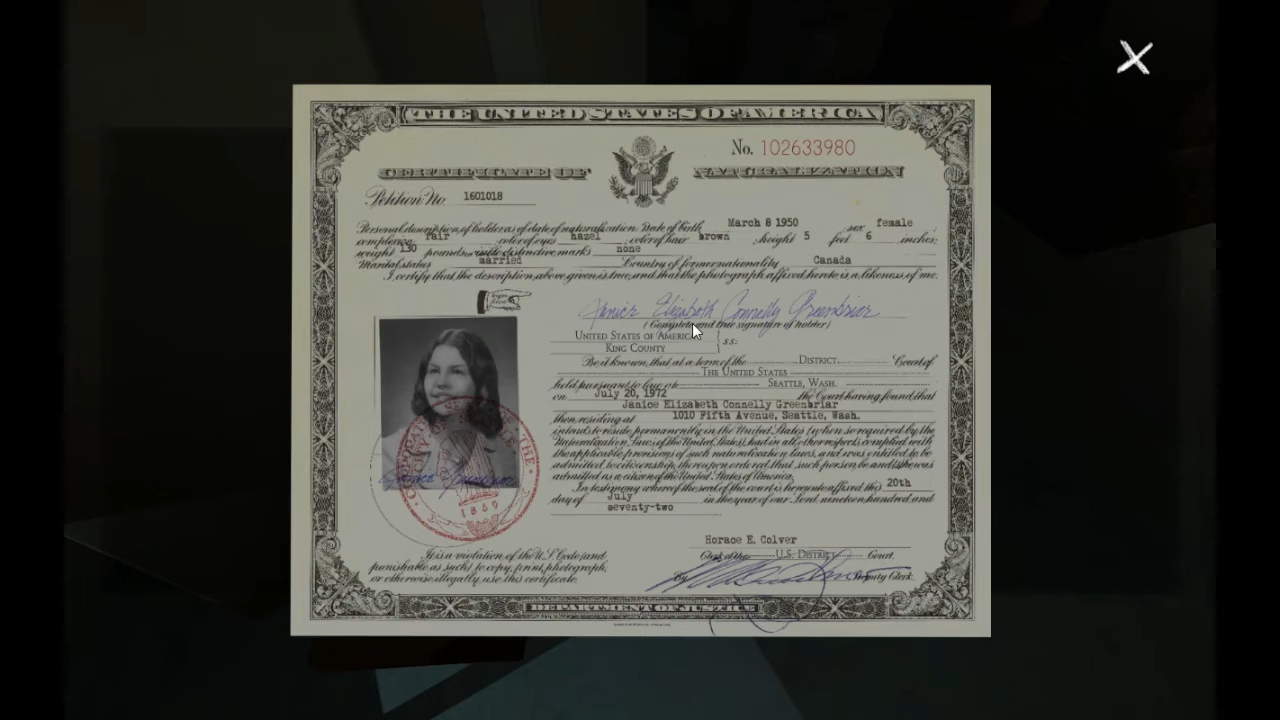 THE UNITED STATES OF AMERICA
No. 102633980
CERTIFICATE OF NATURALIZATION
Petition No 1601018
Personal description of holder as of date of naturalization: Date of birth March 8 1950 sex female
complexion fair color of eyes hazel color of hair brown height 5 feet 6 inches;
weight 130 pounds; visible distinctive marks none
Marital status married Country of former nationality Canada
I certify that the description above given is true, and that the photograph affixed hereto is a likeness of me.
Janice Elizabeth Connelly Greenbriar
(Complete and true signature of holder)
UNITED STATES OF AMERICA
KING COUNTY
ss:
Be it known, that at a term of the DISTRICT. Court of
THE UNITED STATES
held pursuant to law at SEATTLE, WASH.
on July 20, 1972 the Court having found that
Janice Elizabeth Connelly Greenbriar
then residing at 1010 Fifth Avenue, Seattle, Wash.
intends to reside permanently in the United States (when so required by the
Naturalization Laws of the United States), had in all other respects complied with
the applicable provisions of such naturalization laws, and was entitled to be
admitted to citizenship, thereupon ordered that such person be and (s)he was
admitted as a citizen of the United States of America.
In testimony whereof the seal of the court is hereunto affixed this 20th
day of July in the year of our Lord nineteen hundred and
seventy-two
1869
Horace E. Colver
Clerk of the U.S. DISTRICT Court.
By Deputy Clerk.
It is a violation of the U.S. Code (and
punishable as such) to copy, print, photograph,
or otherwise illegally use this certificate.
DEPARTMENT OF JUSTICE